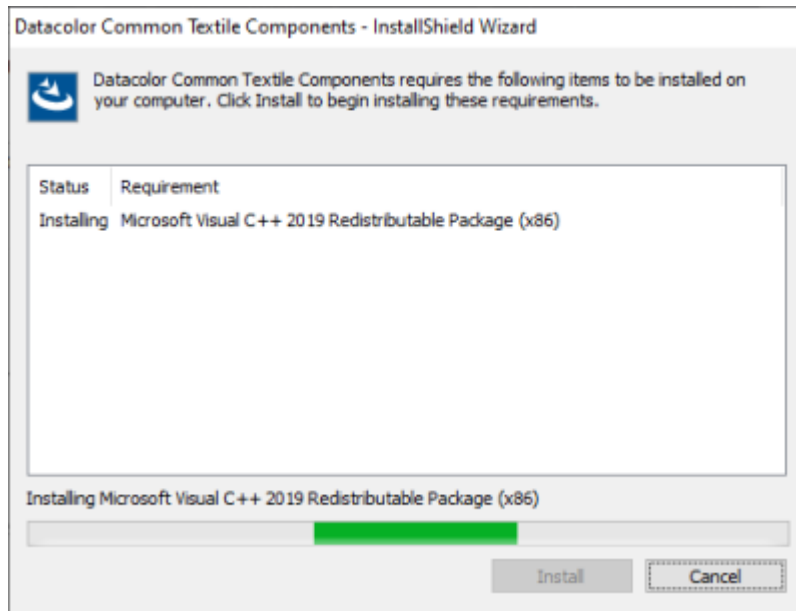 Datacolor Common Textile Components - InstallShield Wizard
Datacolor Common Textile Components requires the following items to be installed on
your computer. Click Install to begin installing these requirements.
Status Requirement
Installing Microsoft Visual C++ 2019 Redistributable Package (x86)
Installing Microsoft Visual C++ 2019 Redistributable Package (x86)
Install Cancel